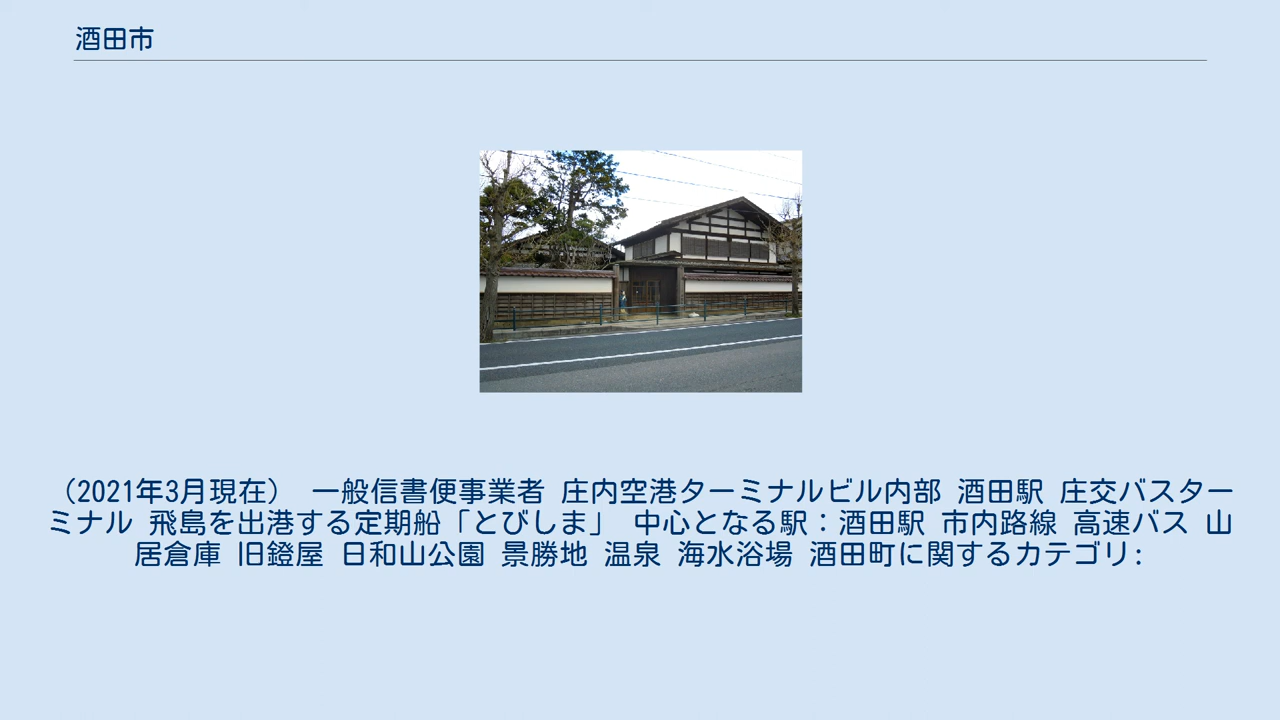 酒田市
（2021年3月現在） 一般信書便事業者 庄内空港ターミナルビル内部 酒田駅 庄交バスター
ミナル 飛島を出港する定期船「とびしま」 中心となる駅：酒田駅 市内路線 高速バス 山
居倉庫 旧鐙屋 日和山公園 景勝地 温泉 海水浴場 酒田町に関するカテゴリ: